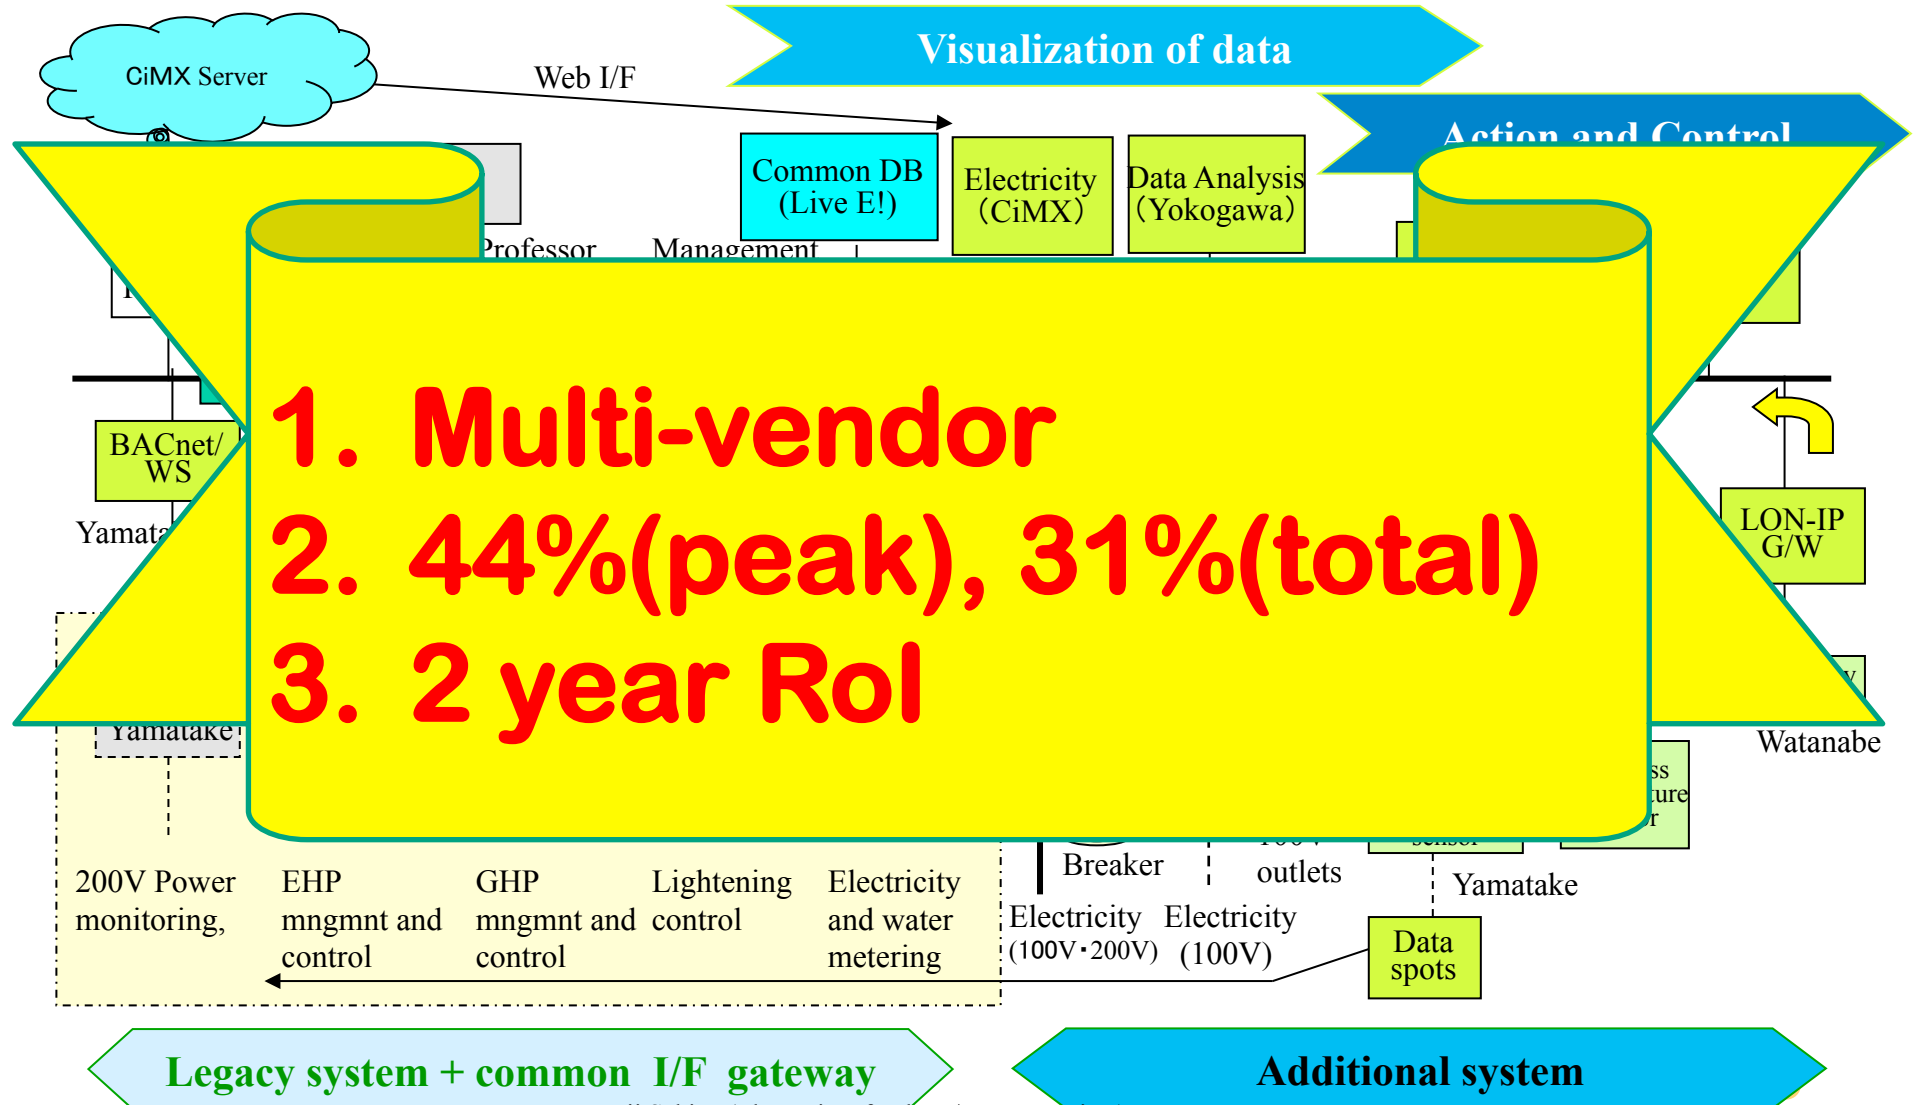 Visualization of data
CiMX Server
Web I/F
Action and Control
Common DB
(Live E!)
Electricity
（CiMX）
Data Analysis
（Yokogawa）
Professor
Management
BACnet/
WS
1. Multi-vendor
2. 44%(peak), 31%(total)
3. 2 year RoI
LON-IP
G/W
Yamatake
Watanabe
sensor
100V
outlets
Breaker
Yamatake
200V Power
monitoring,
EHP
mngmnt and
control
GHP
mngmnt and
control
Lightening
control
Electricity
and water
metering
Electricity
(100V・200V)
Electricity
(100V)
Data
spots
Legacy system + common I/F gateway
Additional system